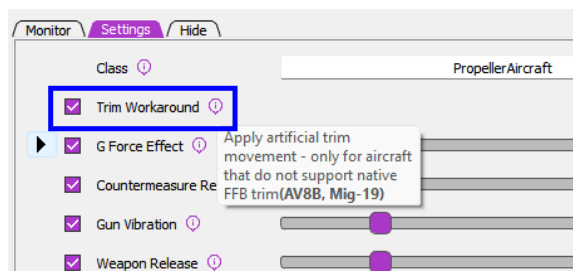 Monitor Settings Hide
Class PropellerAircraft
Trim Workaround
G Force Effect
Apply artificial trim
movement - only for aircraft
that do not support native
FFB trim(AV8B, Mig-19)
Countermeasure Re
Gun Vibration
Weapon Release